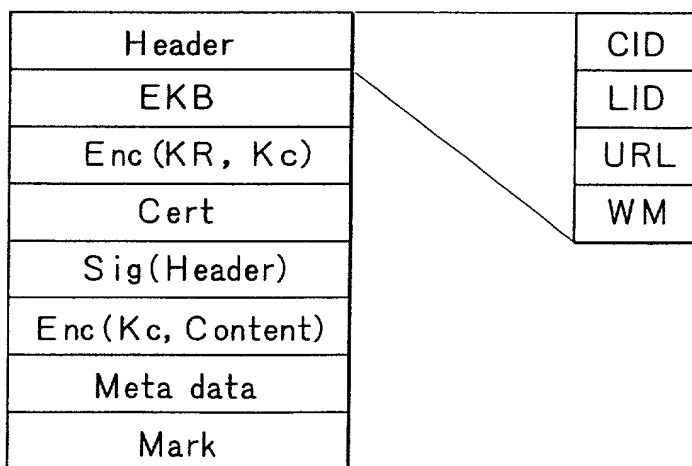 Header
EKB
Enc(KR, Kc)
Cert
Sig(Header)
Enc(Kc, Content)
Meta data
Mark
CID
LID
URL
WM